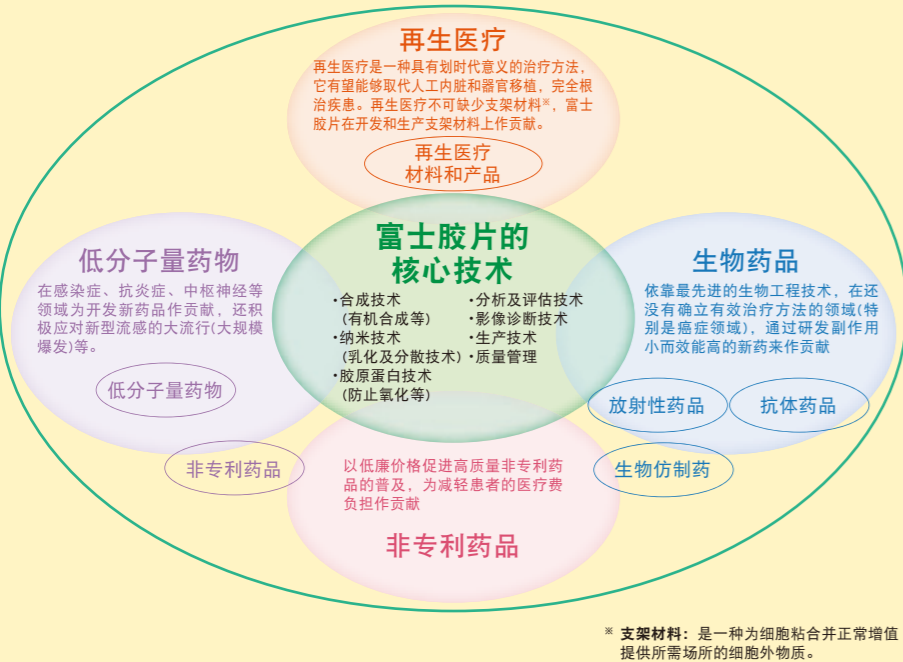 再生医疗
再生医疗是一种具有划时代意义的治疗方法，
它有望能够取代人工内脏和器官移植，完全根
治疾患。再生医疗不可缺少支架材料※，富士
胶片在开发和生产支架材料上作贡献。
再生医疗
材料和产品
低分子量药物
在感染症、抗炎症、中枢神经等
领域为开发新药品作贡献，还积
极应对新型流感的大流行(大规模
爆发)等。
低分子量药物
非专利药品
富士胶片的
核心技术
·合成技术
(有机合成等)
·纳米技术
(乳化及分散技术)
·胶原蛋白技术
(防止氧化等)
·分析及评估技术
·影像诊断技术
·生产技术
·质量管理
生物药品
依靠最先进的生物工程技术，在还
没有确立有效治疗方法的领域(特
别是癌症领域)，通过研发副作用
小而效能高的新药来作贡献
放射性药品
抗体药品
生物仿制药
以低廉价格促进高质量非专利药
品的普及，为减轻患者的医疗费
负担作贡献
非专利药品
※ 支架材料：是一种为细胞粘合并正常增值
提供所需场所的细胞外物质。